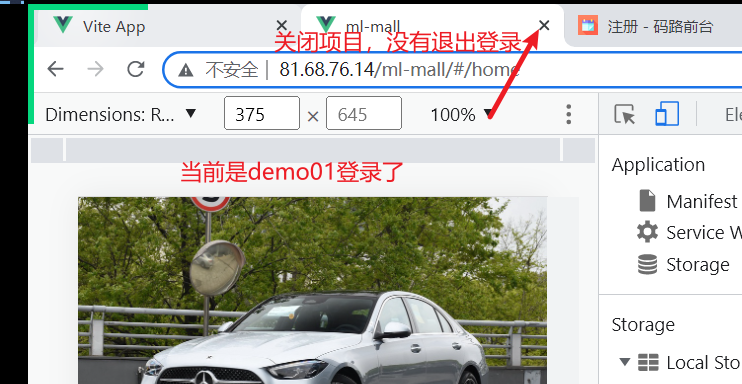 Vite App
ml-mall
注册 - 码路前台
关闭项目，没有退出登录
不安全 | 81.68.76.14/ml-mall/#/home
Dimensions: R... ▼ 375 × 645 100% ▼
当前是demo01登录了
Application
Manifest
Service W
Storage
Storage
Local Sto